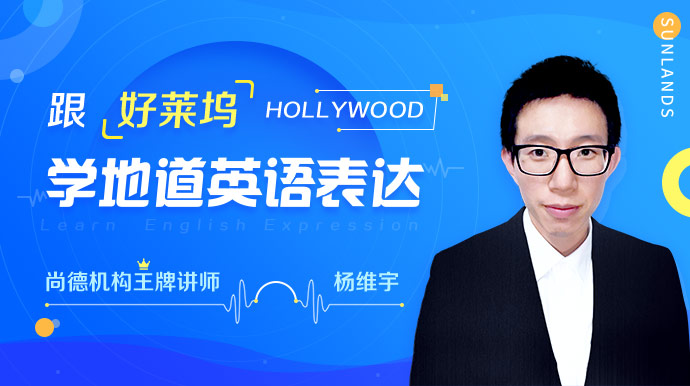 跟 好莱坞 HOLLYWOOD
学地道英语表达
Learn English Expression
尚德机构王牌讲师 杨维宇
SUNLANDS